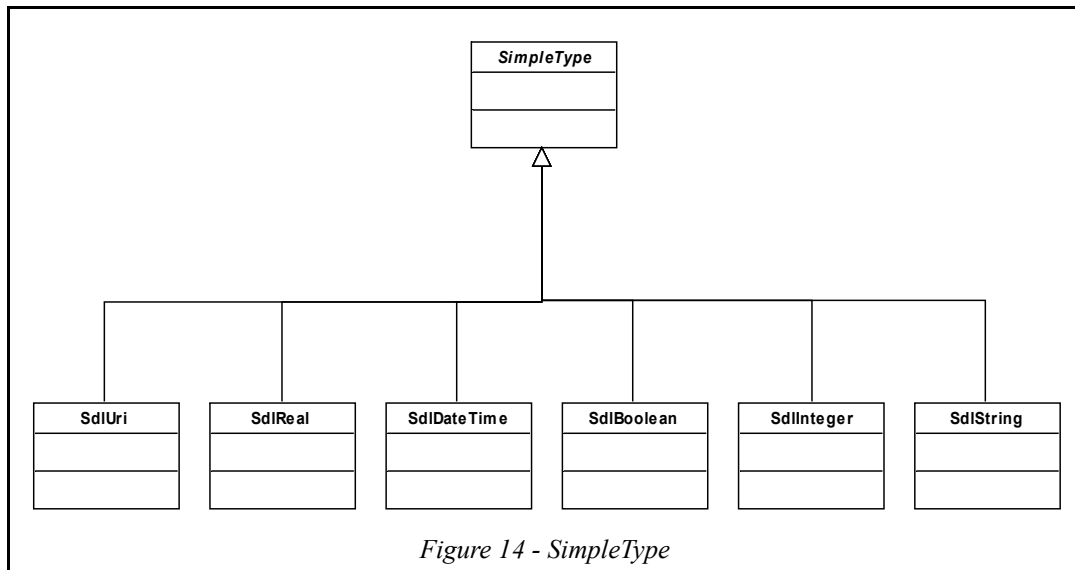 SimpleType
SdlUri
SdlReal
SdlDateTime
SdlBoolean
SdlInteger
SdlString
Figure 14 - SimpleType